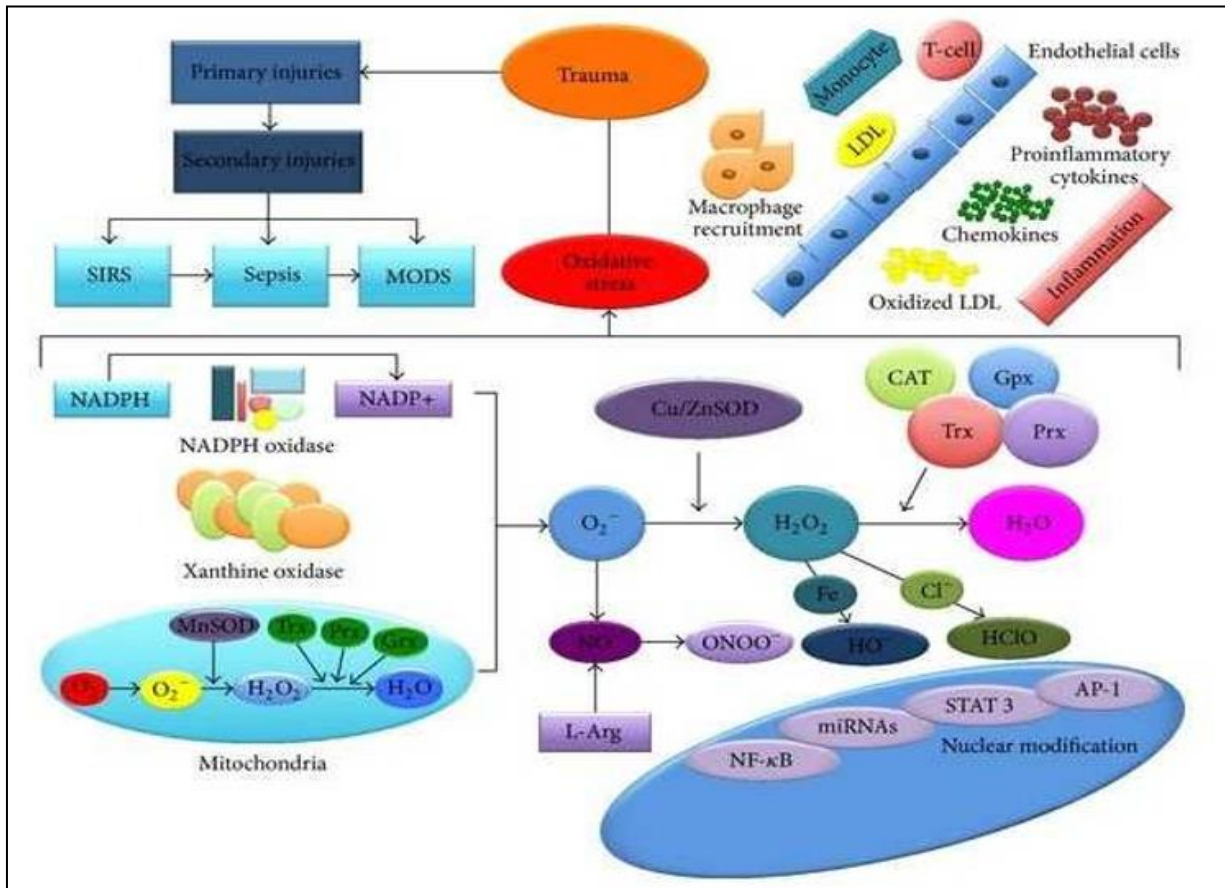 Primary injuries
Trauma
Secondary injuries
SIRS
Sepsis
MODS
Oxidative
stress
Monocyte
T-cell
Endothelial cells
LDL
Macrophage
recruitment
Proinflammatory
cytokines
Chemokines
Oxidized LDL
Inflammation
NADPH
NADP+
NADPH oxidase
Xanthine oxidase
MnSOD
Trx
Prx
Grx
O₂⁻
H₂O₂
H₂O
Mitochondria
Cu/ZnSOD
CAT
Gpx
Trx
Prx
O₂⁻
H₂O₂
H₂O
Fe
Cl⁻
NO
ONOO⁻
HO
HClO
L-Arg
AP-1
STAT 3
miRNAs
NF-κB
Nuclear modification